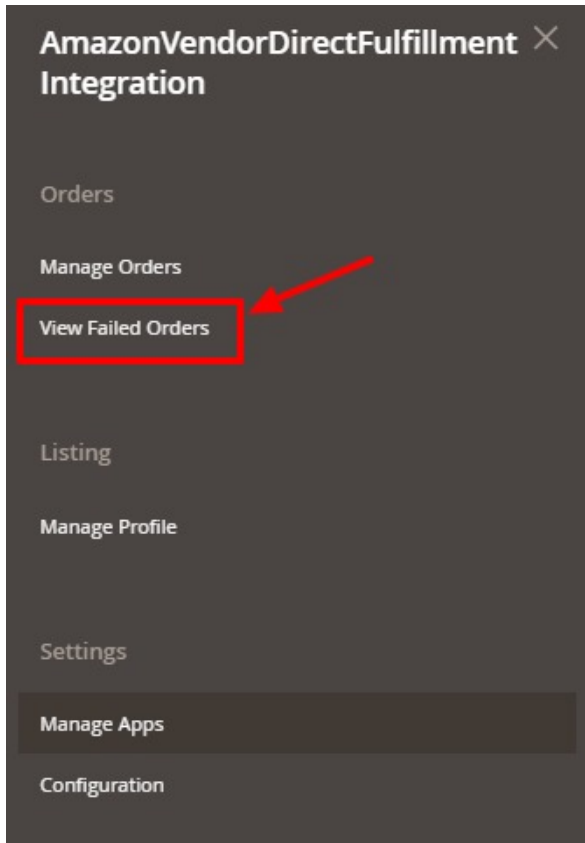 AmazonVendorDirectFulfillment
Integration
Orders
Manage Orders
View Failed Orders
Listing
Manage Profile
Settings
Manage Apps
Configuration